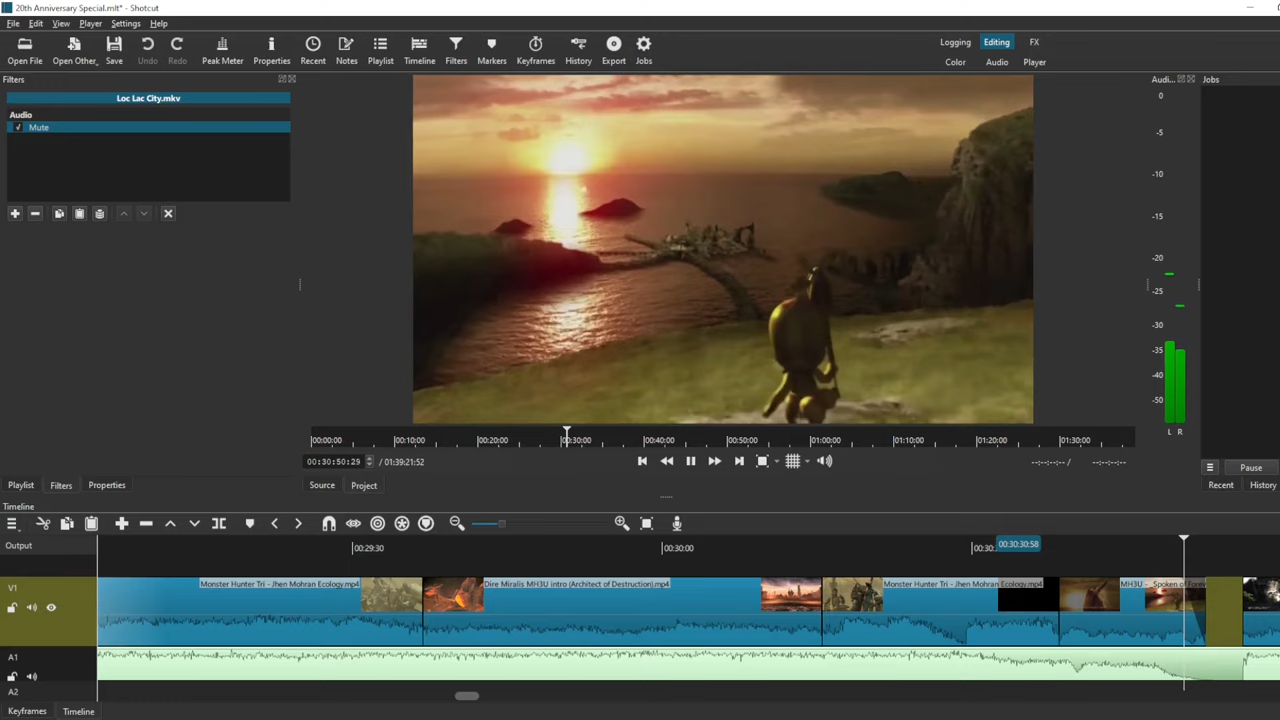 20th Anniversary Special.mlt* - Shotcut
File Edit View Player Settings Help
Open File Open Other... Save Undo Redo Peak Meter Properties Recent Notes Playlist Timeline Filters Markers Keyframes History Export Jobs
Logging Editing FX
Color Audio Player
Filters
Audi...
Jobs
Loc Lac City.mkv
Audio
Mute
0
-5
-10
-15
-20
-25
-30
-35
-40
-50
L R
00:00:00 00:10:00 00:20:00 00:30:00 00:40:00 00:50:00 01:00:00 01:10:00 01:20:00 01:30:00
00:30:50:29 / 01:39:21:52
--:--:--:-- / --:--:--:--
Pause
Playlist Filters Properties
Source Project
Recent History
Timeline
Output
00:29:30 00:30:00 00:30: 00:30:30:58
V1
Monster Hunter Tri - Jhen Mohran Ecology.mp4
Dire Miralis MH3U intro (Architect of Destruction).mp4
Monster Hunter Tri - Jhen Mohran Ecology.mp4
MH3U - _Spoken of Forev
A1
A2
Keyframes Timeline